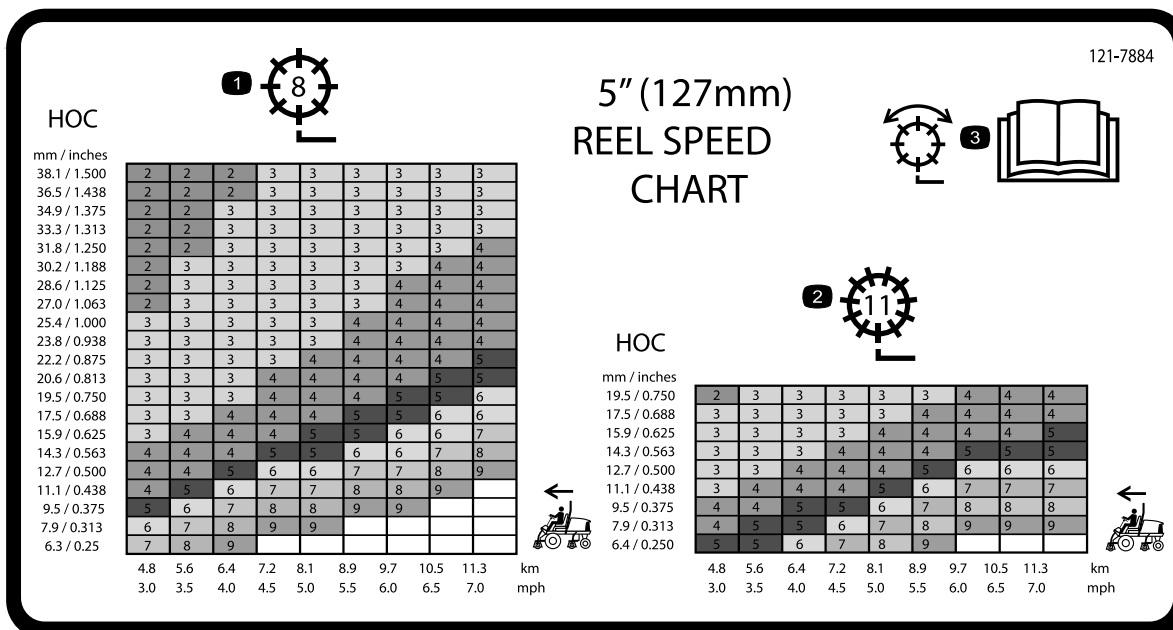 121-7884
1
8
5” (127mm)
REEL SPEED
CHART
3
HOC
mm / inches
38.1 / 1.500 2 2 2 3 3 3 3 3 3
36.5 / 1.438 2 2 2 3 3 3 3 3 3
34.9 / 1.375 2 2 3 3 3 3 3 3 3
33.3 / 1.313 2 2 3 3 3 3 3 3 3
31.8 / 1.250 2 2 3 3 3 3 3 3 4
30.2 / 1.188 2 3 3 3 3 3 3 4 4
28.6 / 1.125 2 3 3 3 3 3 4 4 4
27.0 / 1.063 2 3 3 3 3 3 4 4 4
25.4 / 1.000 3 3 3 3 3 4 4 4 4
23.8 / 0.938 3 3 3 3 3 4 4 4 4
22.2 / 0.875 3 3 3 3 4 4 4 4 5
20.6 / 0.813 3 3 3 4 4 4 4 5 5
19.5 / 0.750 3 3 3 4 4 4 5 5 6
17.5 / 0.688 3 3 4 4 4 5 5 6 6
15.9 / 0.625 3 4 4 4 5 5 6 6 7
14.3 / 0.563 4 4 4 5 5 6 6 7 8
12.7 / 0.500 4 4 5 6 6 7 7 8 9
11.1 / 0.438 4 5 6 7 7 8 8 9
9.5 / 0.375 5 6 7 8 8 9 9
7.9 / 0.313 6 7 8 9 9
6.3 / 0.25 7 8 9
4.8 5.6 6.4 7.2 8.1 8.9 9.7 10.5 11.3 km
3.0 3.5 4.0 4.5 5.0 5.5 6.0 6.5 7.0 mph
2
11
HOC
mm / inches
19.5 / 0.750 2 3 3 3 3 3 4 4 4
17.5 / 0.688 3 3 3 3 3 4 4 4 4
15.9 / 0.625 3 3 3 3 4 4 4 4 5
14.3 / 0.563 3 3 4 4 4 4 5 5 5
12.7 / 0.500 3 3 4 4 4 5 6 6 6
11.1 / 0.438 3 4 4 4 5 6 7 7 7
9.5 / 0.375 4 4 5 5 6 7 8 8 8
7.9 / 0.313 4 5 5 6 7 8 9 9 9
6.4 / 0.250 5 5 6 7 8 9
4.8 5.6 6.4 7.2 8.1 8.9 9.7 10.5 11.3 km
3.0 3.5 4.0 4.5 5.0 5.5 6.0 6.5 7.0 mph